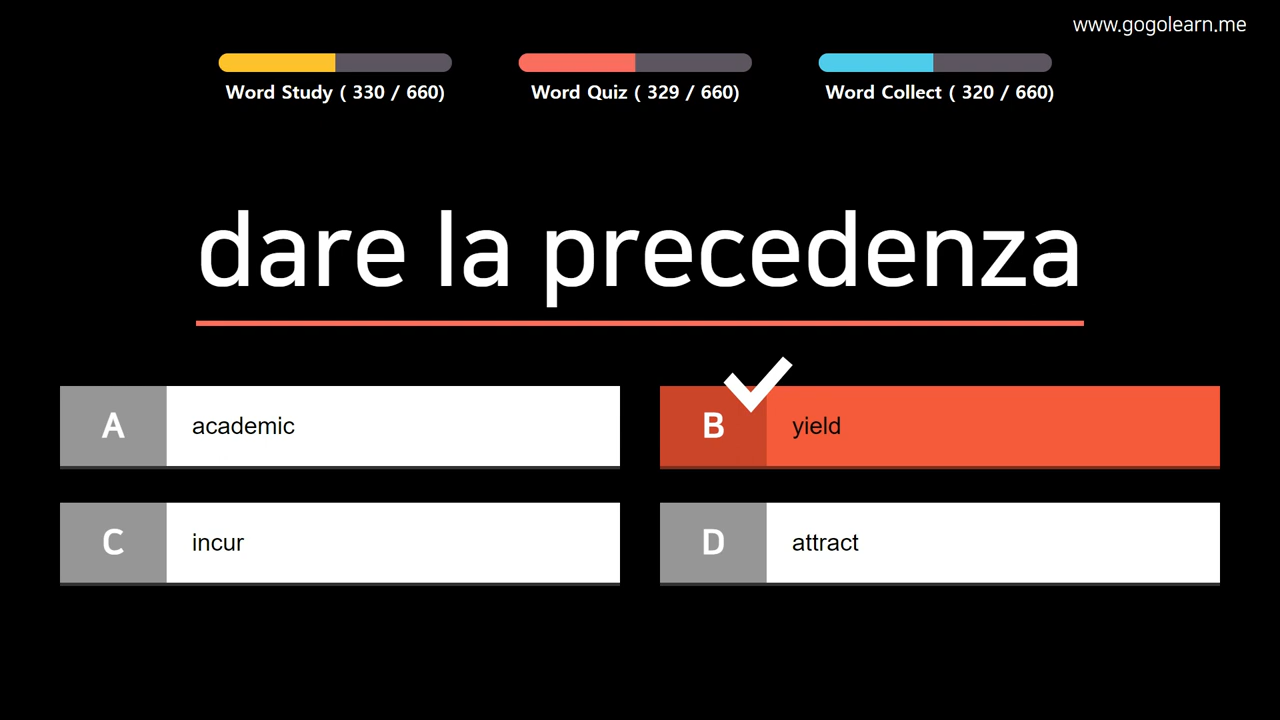 www.gogolearn.me
Word Study ( 330 / 660)
Word Quiz ( 329 / 660)
Word Collect ( 320 / 660)
dare la precedenza
A academic
B yield
C incur
D attract